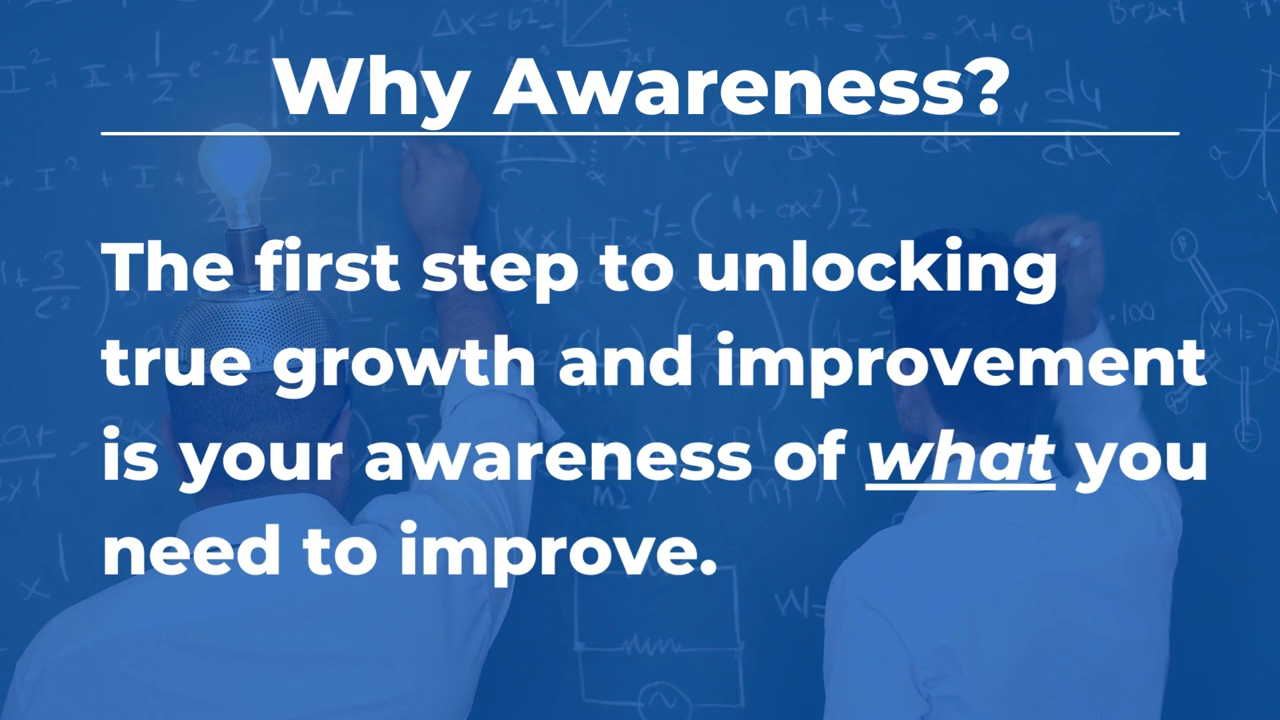 Why Awareness?
The first step to unlocking
true growth and improvement
is your awareness of what you
need to improve.